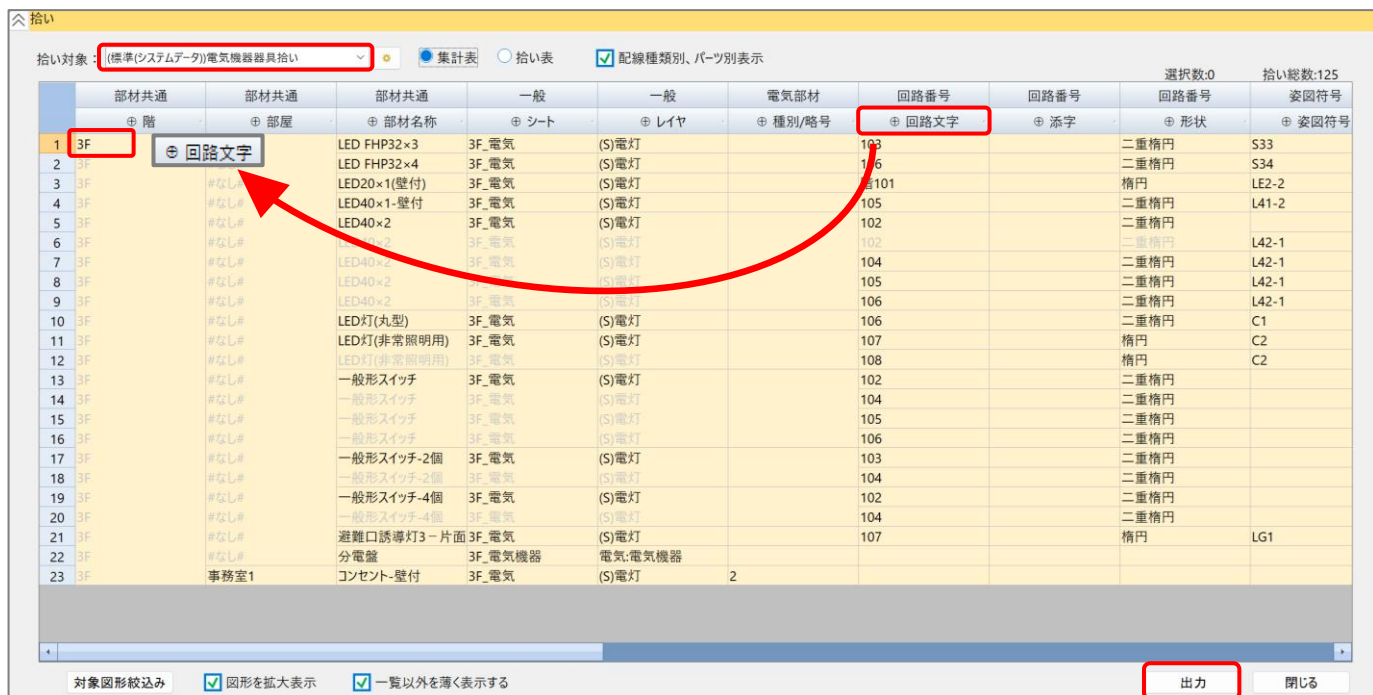 拾い
拾い対象： (標準(システムデータ))電気機器器具拾い 集計表 拾い表 配線種類別、パーツ別表示
選択数:0 拾い総数:125
部材共通 部材共通 部材共通 一般 一般 電気部材 回路番号 回路番号 回路番号 姿図符号
⊕ 階 ⊕ 部屋 ⊕ 部材名称 ⊕ シート ⊕ レイヤ ⊕ 種別/略号 ⊕ 回路文字 ⊕ 添字 ⊕ 形状 ⊕ 姿図符号
1 3F ⊕ 回路文字 LED FHP32×3 3F_電気 (S)電灯 103 二重楕円 S33
2 3F LED FHP32×4 3F_電気 (S)電灯 106 二重楕円 S34
3 3F #なし# LED20×1(壁付) 3F_電気 (S)電灯 階101 楕円 LE2-2
4 3F #なし# LED40×1-壁付 3F_電気 (S)電灯 105 二重楕円 L41-2
5 3F #なし# LED40×2 3F_電気 (S)電灯 102 二重楕円
6 3F #なし# LED40×2 3F_電気 (S)電灯 102 二重楕円 L42-1
7 3F #なし# LED40×2 3F_電気 (S)電灯 104 二重楕円 L42-1
8 3F #なし# LED40×2 3F_電気 (S)電灯 105 二重楕円 L42-1
9 3F #なし# LED40×2 3F_電気 (S)電灯 106 二重楕円 L42-1
10 3F #なし# LED灯(丸型) 3F_電気 (S)電灯 106 二重楕円 C1
11 3F #なし# LED灯(非常照明用) 3F_電気 (S)電灯 107 楕円 C2
12 3F #なし# LED灯(非常照明用) 3F_電気 (S)電灯 108 楕円 C2
13 3F #なし# 一般形スイッチ 3F_電気 (S)電灯 102 二重楕円
14 3F #なし# 一般形スイッチ 3F_電気 (S)電灯 104 二重楕円
15 3F #なし# 一般形スイッチ 3F_電気 (S)電灯 105 二重楕円
16 3F #なし# 一般形スイッチ 3F_電気 (S)電灯 106 二重楕円
17 3F #なし# 一般形スイッチ-2個 3F_電気 (S)電灯 103 二重楕円
18 3F #なし# 一般形スイッチ-2個 3F_電気 (S)電灯 104 二重楕円
19 3F #なし# 一般形スイッチ-4個 3F_電気 (S)電灯 102 二重楕円
20 3F #なし# 一般形スイッチ-4個 3F_電気 (S)電灯 104 二重楕円
21 3F #なし# 避難口誘導灯3－片面 3F_電気 (S)電灯 107 楕円 LG1
22 3F #なし# 分電盤 3F_電気機器 電気:電気機器
23 3F 事務室1 コンセント-壁付 3F_電気 (S)電灯 2
対象図形絞込み 図形を拡大表示 一覧以外を薄く表示する 出力 閉じる